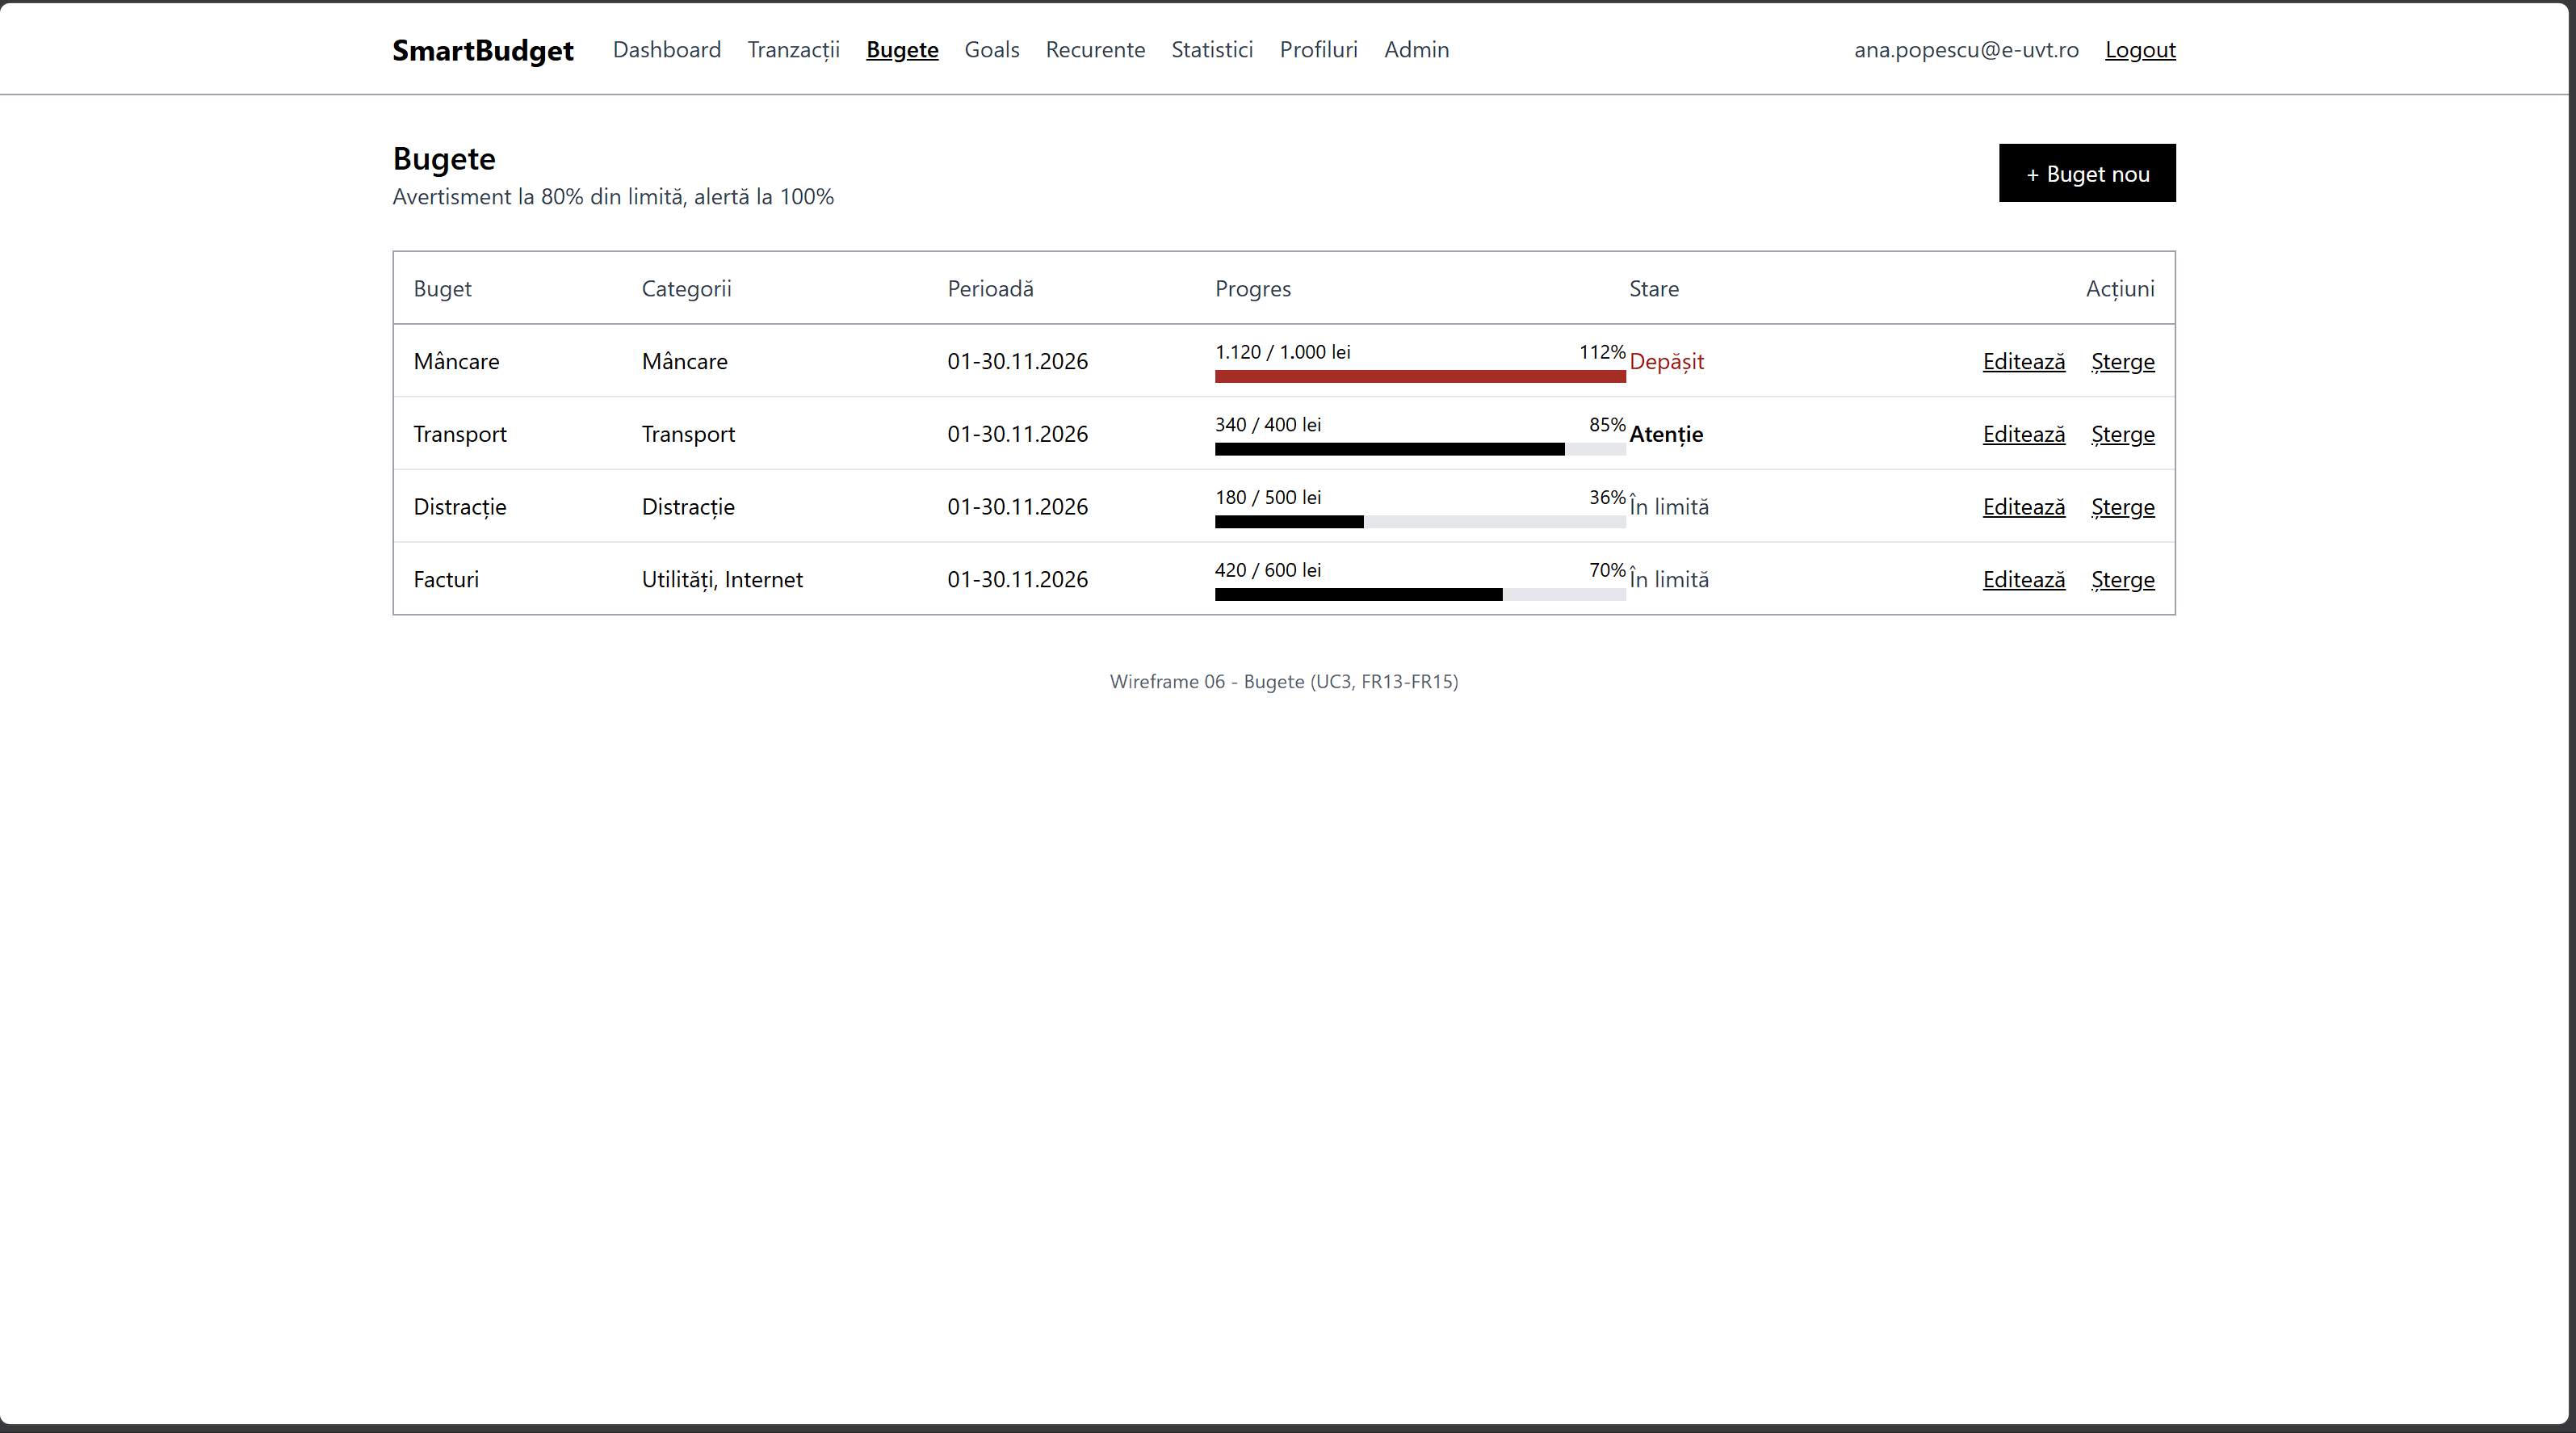 SmartBudget Dashboard Tranzacții Bugete Goals Recurente Statistici Profiluri Admin ana.popescu@e-uvt.ro Logout
Bugete
+ Buget nou
Avertisment la 80% din limită, alertă la 100%
Buget Categorii Perioadă Progres Stare Acțiuni
Mâncare Mâncare 01-30.11.2026 1.120 / 1.000 lei 112% Depășit Editează Șterge
Transport Transport 01-30.11.2026 340 / 400 lei 85% Atenție Editează Șterge
Distracție Distracție 01-30.11.2026 180 / 500 lei 36% În limită Editează Șterge
Facturi Utilități, Internet 01-30.11.2026 420 / 600 lei 70% În limită Editează Șterge
Wireframe 06 - Bugete (UC3, FR13-FR15)